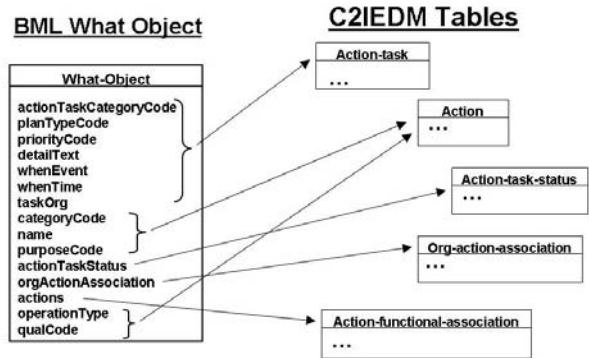 BML What Object
C2IEDM Tables
What-Object
actionTaskCategoryCode
planTypeCode
priorityCode
detailText
whenEvent
whenTime
taskOrg
categoryCode
name
purposeCode
actionTaskStatus
orgActionAssociation
actions
operationType
qualCode
Action-task
...
Action
...
Action-task-status
...
Org-action-association
...
Action-functional-association
...